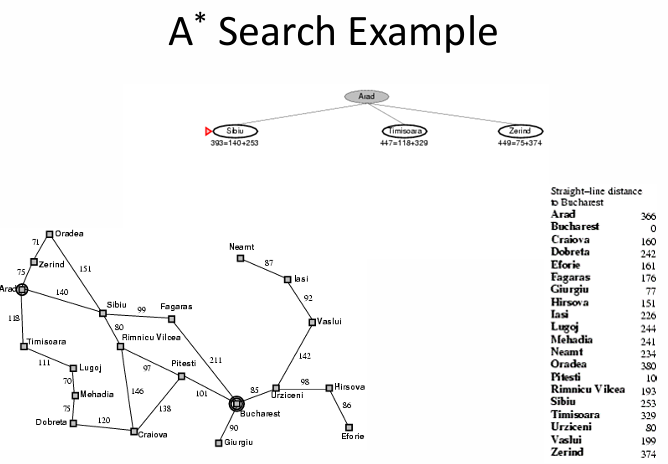 A* Search Example
Arad
Sibiu
Timisoara
Zerind
393=140+253
447=118+329
449=75+374
Straight–line distance
to Bucharest
Arad 366
Bucharest 0
Craiova 160
Dobreta 242
Eforie 161
Fagaras 176
Giurgiu 77
Hirsova 151
Iasi 226
Lugoj 244
Mehadia 241
Neamt 234
Oradea 380
Pitesti 10
Rimnicu Vilcea 193
Sibiu 253
Timisoara 329
Urziceni 80
Vaslui 199
Zerind 374
Oradea
71
Neamt
Zerind
87
75
151
Iasi
Arad
140
92
Sibiu
99
Fagaras
118
80
Vaslui
Timisoara
Rimnicu Vilcea
142
111
Lugoj
97
Pitesti
211
70
98
Hirsova
85
Mehadia
146
101
Urziceni
86
75
138
Bucharest
Dobreta
120
90
Craiova
Eforie
Giurgiu